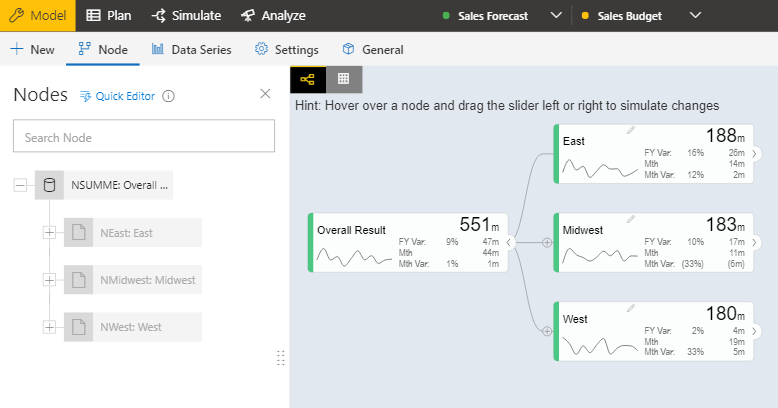 Model Plan Simulate Analyze Sales Forecast Sales Budget
New Node Data Series Settings General
Nodes Quick Editor
Search Node
NSUMME: Overall ...
NEast: East
NMidwest: Midwest
NWest: West
Hint: Hover over a node and drag the slider left or right to simulate changes
Overall Result 551m
FY Var: 9% 47m
Mth 44m
Mth Var: 1% 1m
East 188m
FY Var: 16% 26m
Mth 14m
Mth Var: 12% 2m
Midwest 183m
FY Var: 10% 17m
Mth 11m
Mth Var: (33%) (6m)
West 180m
FY Var: 2% 4m
Mth 19m
Mth Var: 33% 5m